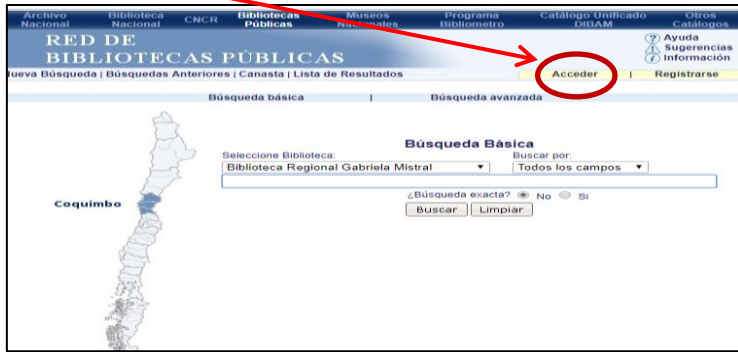 Archivo Nacional
Biblioteca Nacional
CNCR
Bibliotecas Públicas
Museos Nacionales
Programa Bibliometro
Catálogo Unificado DIBAM
Otros Catálogos
RED DE
BIBLIOTECAS PÚBLICAS
Ayuda
Sugerencias
Información
ueva Búsqueda | Búsquedas Anteriores | Canasta | Lista de Resultados
Acceder | Registrarse
Búsqueda básica | Búsqueda avanzada
Búsqueda Básica
Seleccione Biblioteca: Buscar por:
Biblioteca Regional Gabriela Mistral Todos los campos
¿Búsqueda exacta? No Si
Coquimbo
Buscar Limpiar